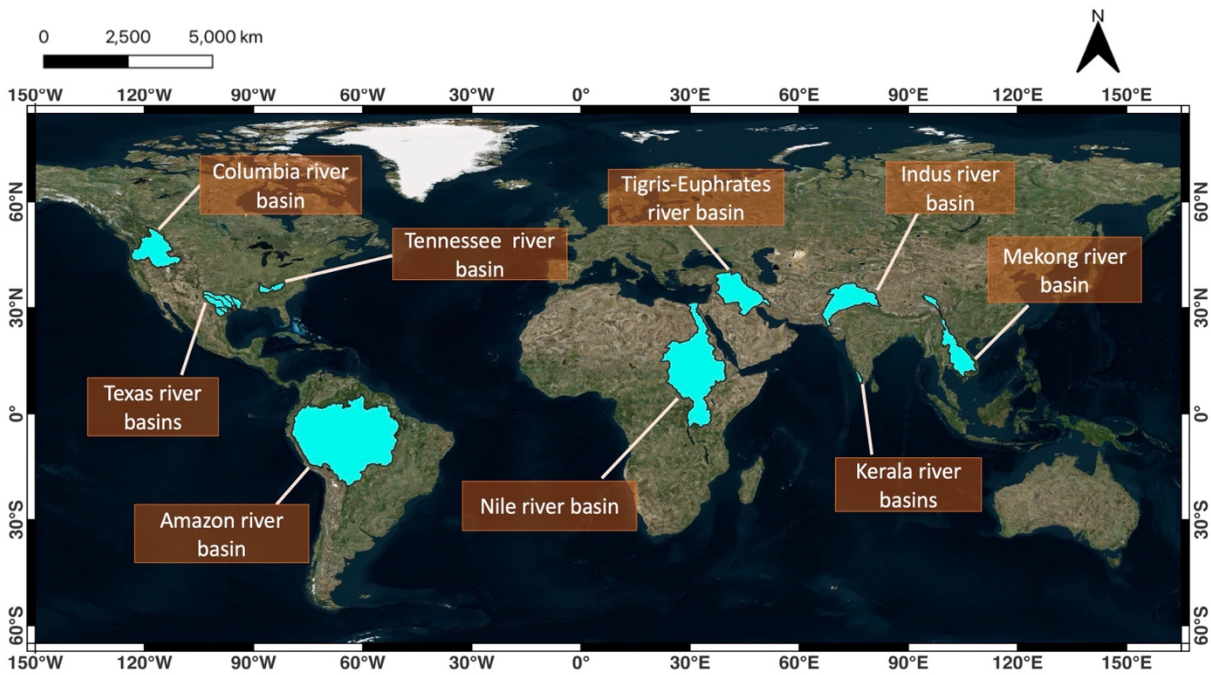 N
0 2,500 5,000 km
150°W 120°W 90°W 60°W 30°W 0° 30°E 60°E 90°E 120°E 150°E
60°N
30°N
0°
30°S
60°S
Columbia river
basin
Tennessee river
basin
Tigris-Euphrates
river basin
Indus river
basin
Mekong river
basin
Texas river
basins
Amazon river
basin
Nile river basin
Kerala river
basins
60°N
30°N
0°
30°S
60°S
150°W 120°W 90°W 60°W 30°W 0° 30°E 60°E 90°E 120°E 150°E